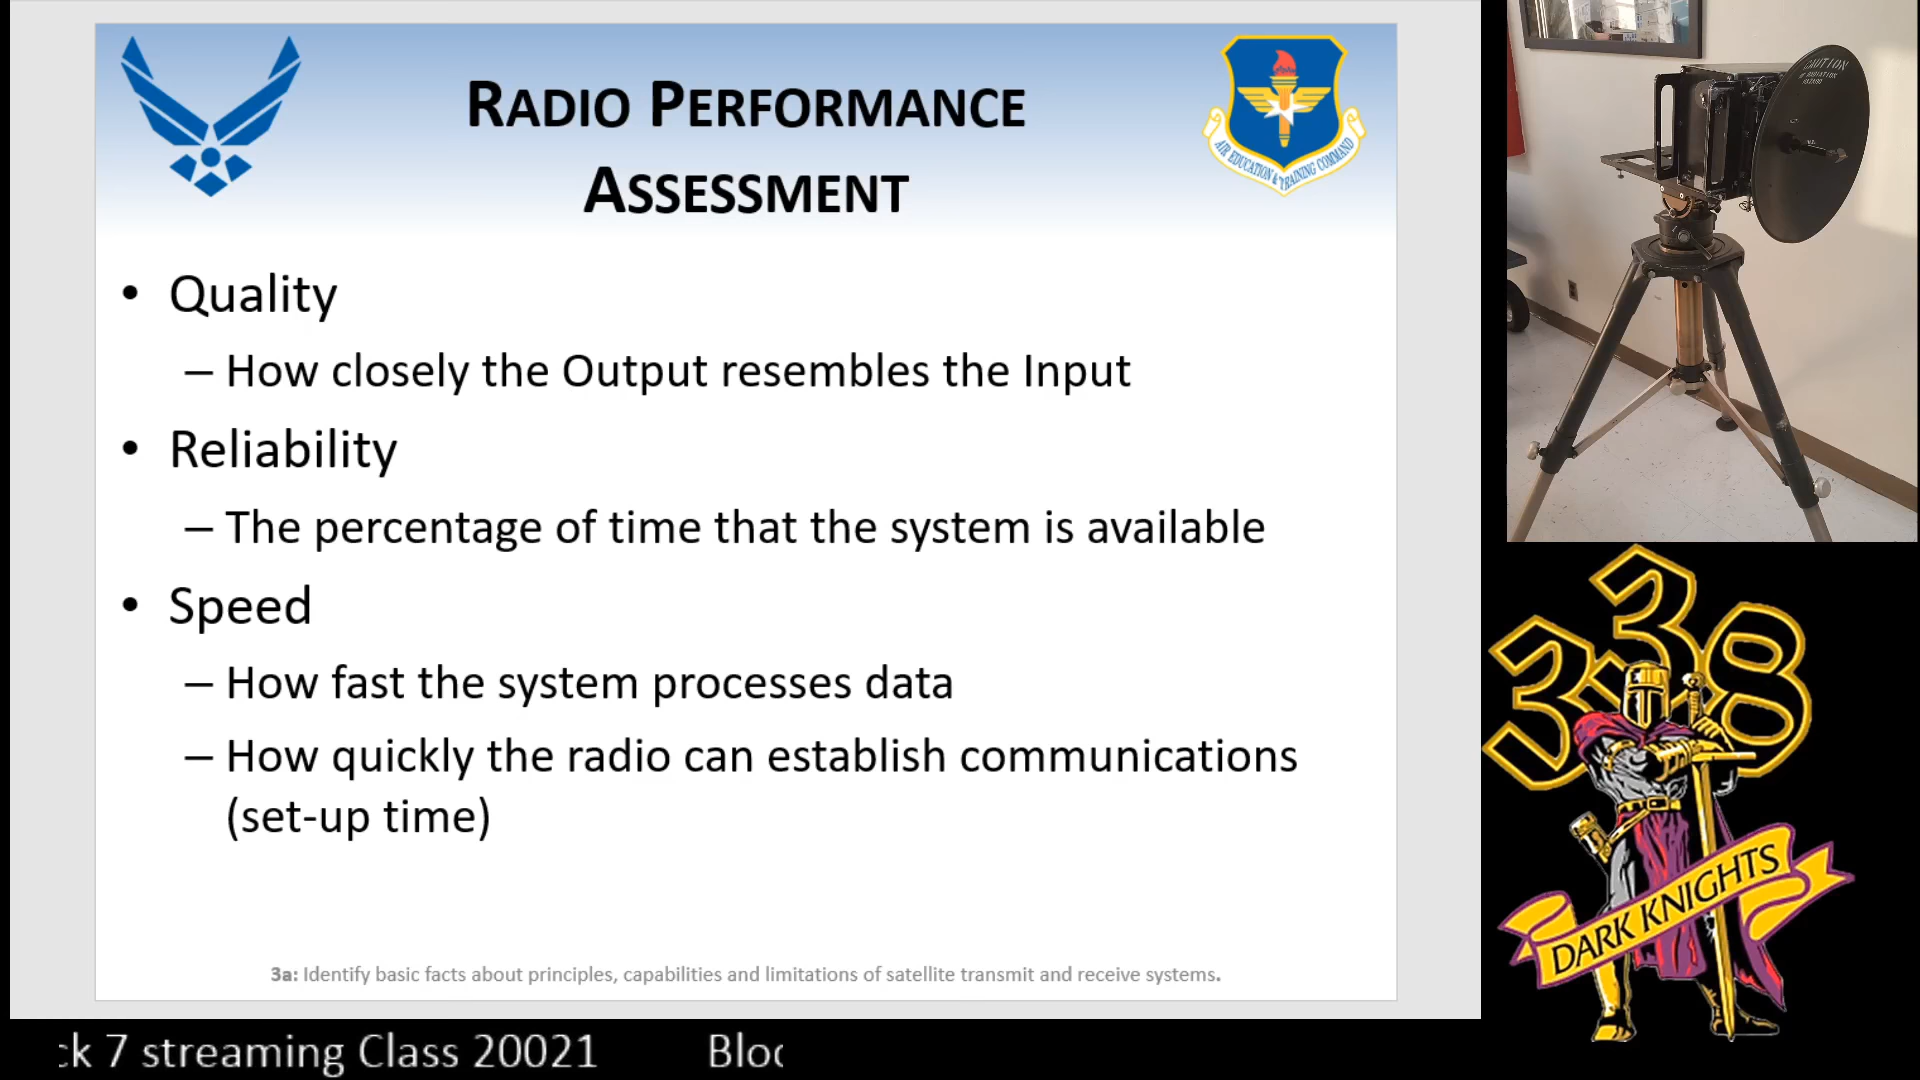 RADIO PERFORMANCE
ASSESSMENT
AIR EDUCATION & TRAINING COMMAND
• Quality
– How closely the Output resembles the Input
• Reliability
– The percentage of time that the system is available
• Speed
– How fast the system processes data
– How quickly the radio can establish communications
(set-up time)
3a: Identify basic facts about principles, capabilities and limitations of satellite transmit and receive systems.
CAUTION
338
DARK KNIGHTS
ck 7 streaming Class 20021 Bloc